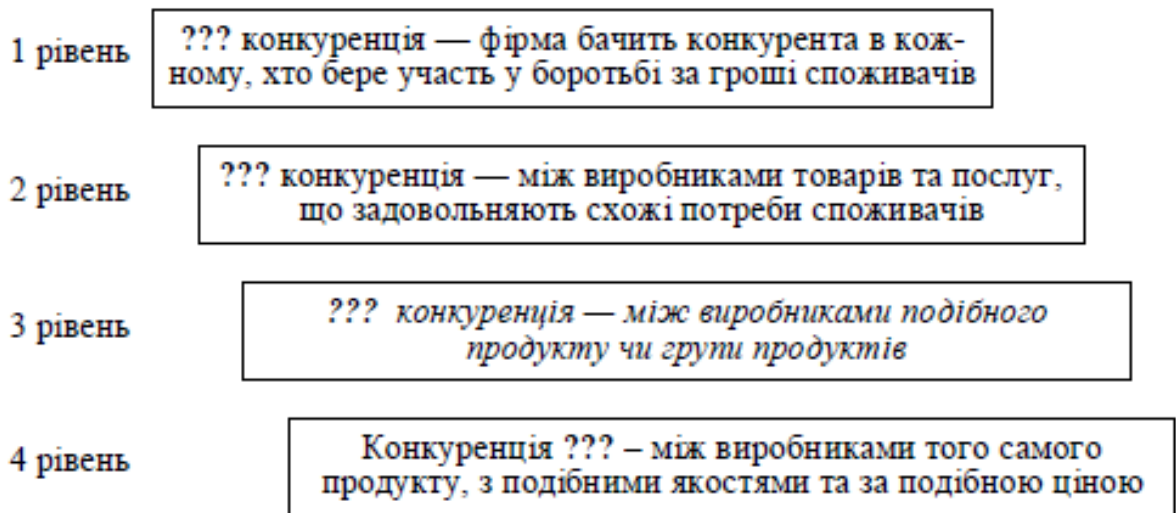 1 рівень
??? конкуренція — фірма бачить конкурента в кож-
ному, хто бере участь у боротьбі за гроші споживачів
2 рівень
??? конкуренція — між виробниками товарів та послуг,
що задовольняють схожі потреби споживачів
3 рівень
??? конкуренція — між виробниками подібного
продукту чи групи продуктів
4 рівень
Конкуренція ??? – між виробниками того самого
продукту, з подібними якостями та за подібною ціною